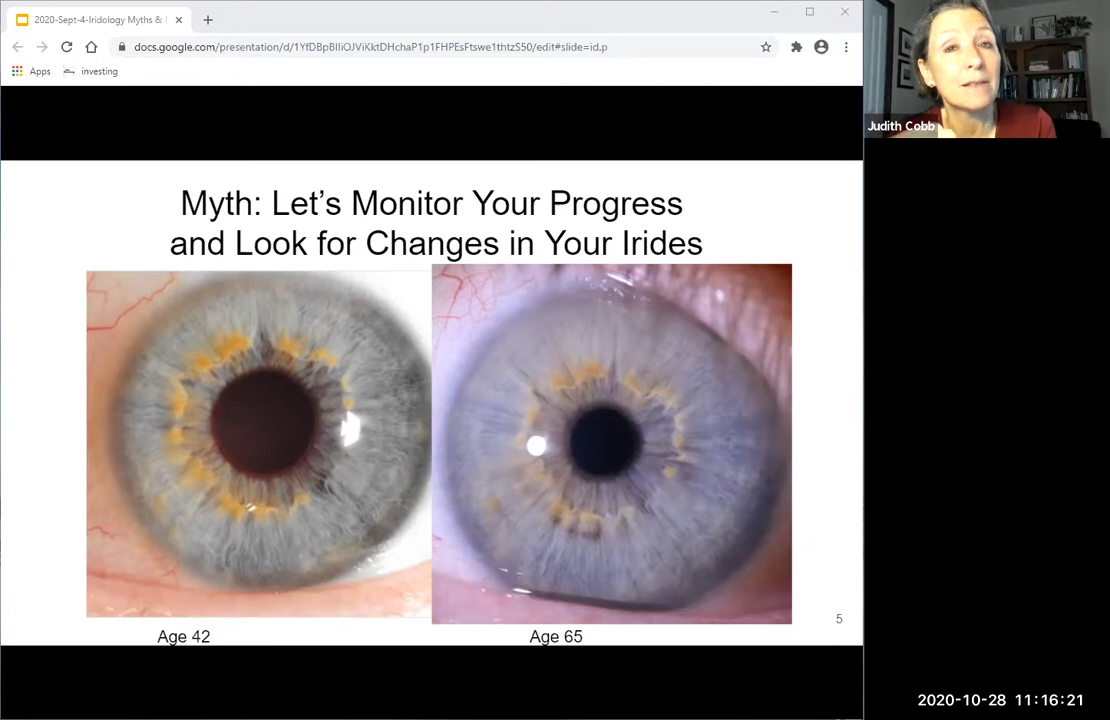 2020-Sept-4-Iridology Myths &
docs.google.com/presentation/d/1YfDBpBIliOJViKktDHchaP1p1FHPEsFtswe1thtzS50/edit#slide=id.p
Apps
investing
Judith Cobb
Myth: Let's Monitor Your Progress
and Look for Changes in Your Irides
5
Age 42
Age 65
2020-10-28 11:16:21